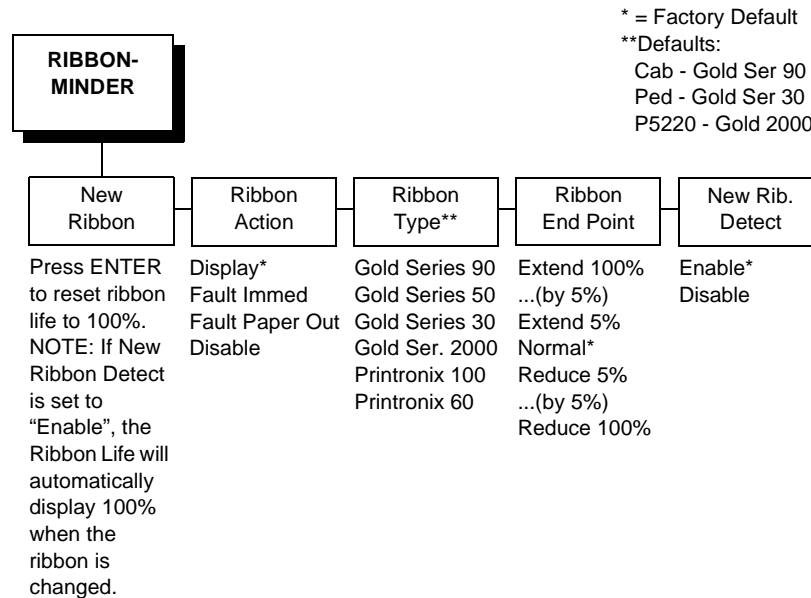 * = Factory Default
**Defaults:
Cab - Gold Ser 90
Ped - Gold Ser 30
P5220 - Gold 2000
RIBBON-
MINDER
New
Ribbon
Press ENTER
to reset ribbon
life to 100%.
NOTE: If New
Ribbon Detect
is set to
“Enable”, the
Ribbon Life will
automatically
display 100%
when the
ribbon is
changed.
Ribbon
Action
Display*
Fault Immed
Fault Paper Out
Disable
Ribbon
Type**
Gold Series 90
Gold Series 50
Gold Series 30
Gold Ser. 2000
Printronix 100
Printronix 60
Ribbon
End Point
Extend 100%
...(by 5%)
Extend 5%
Normal*
Reduce 5%
...(by 5%)
Reduce 100%
New Rib.
Detect
Enable*
Disable